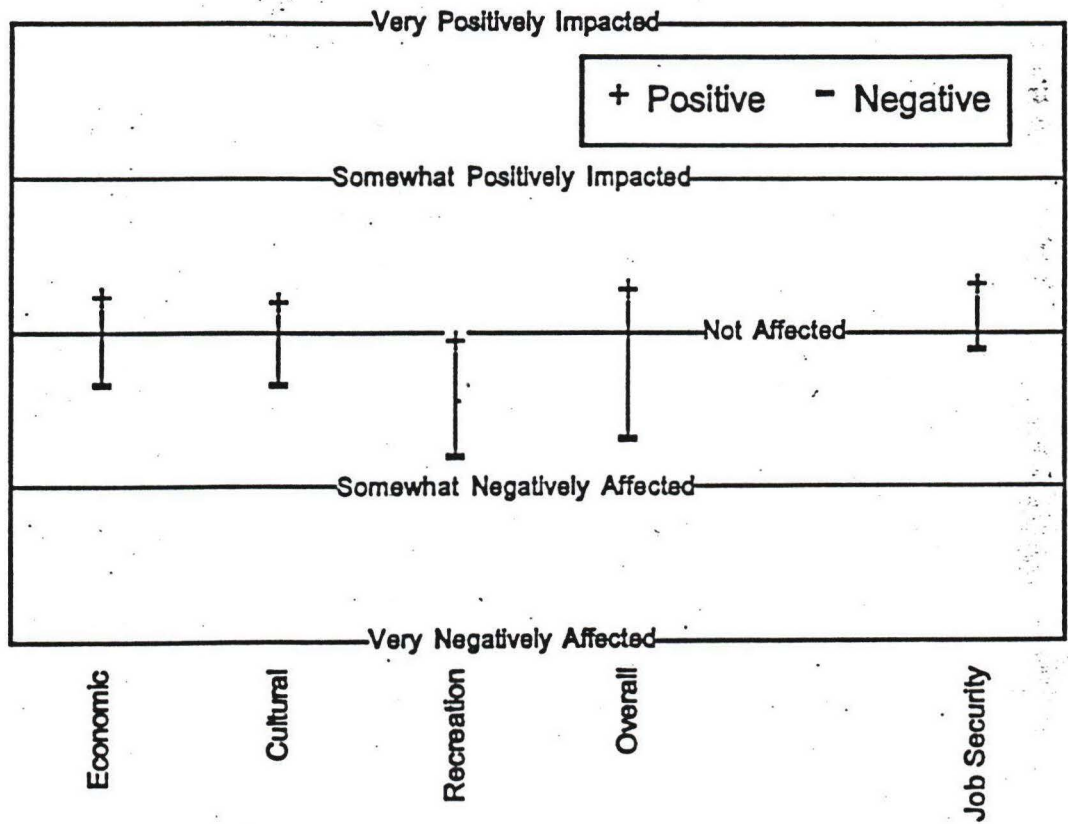 Very Positively Impacted
+ Positive - Negative
Somewhat Positively Impacted
Not Affected
Somewhat Negatively Affected
Very Negatively Affected
Economic
Cultural
Recreation
Overall
Job Security